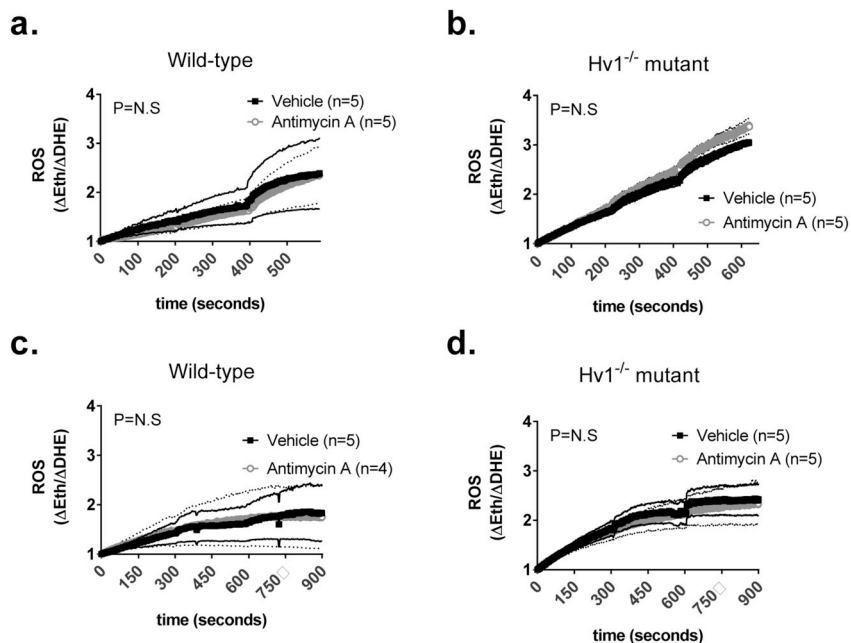 a.
Wild-type
P=N.S
Vehicle (n=5)
Antimycin A (n=5)
ROS
(ΔEth/ΔDHE)
4
3
2
1
0
100
200
300
400
500
time (seconds)
b.
Hv1-/- mutant
P=N.S
Vehicle (n=5)
Antimycin A (n=5)
ROS
(ΔEth/ΔDHE)
4
3
2
1
0
100
200
300
400
500
600
time (seconds)
c.
Wild-type
P=N.S
Vehicle (n=5)
Antimycin A (n=4)
ROS
(ΔEth/ΔDHE)
4
3
2
1
0
150
300
450
600
750
900
time (seconds)
d.
Hv1-/- mutant
P=N.S
Vehicle (n=5)
Antimycin A (n=5)
ROS
(ΔEth/ΔDHE)
4
3
2
1
0
150
300
450
600
750
900
time (seconds)